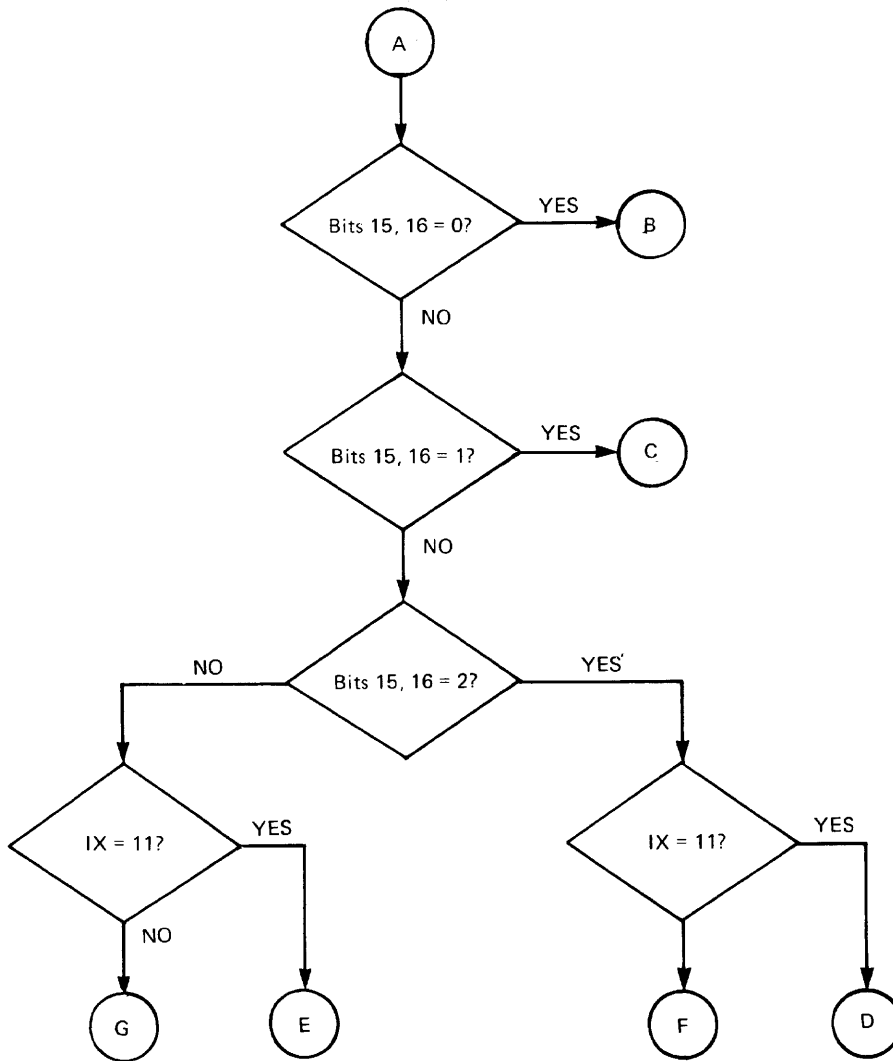 A
Bits 15, 16 = 0?
YES
B
NO
Bits 15, 16 = 1?
YES
C
NO
NO
Bits 15, 16 = 2?
YES
IX = 11?
YES
IX = 11?
YES
NO
G
E
F
D